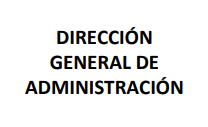 DIRECCIÓN
GENERAL DE
ADMINISTRACIÓN